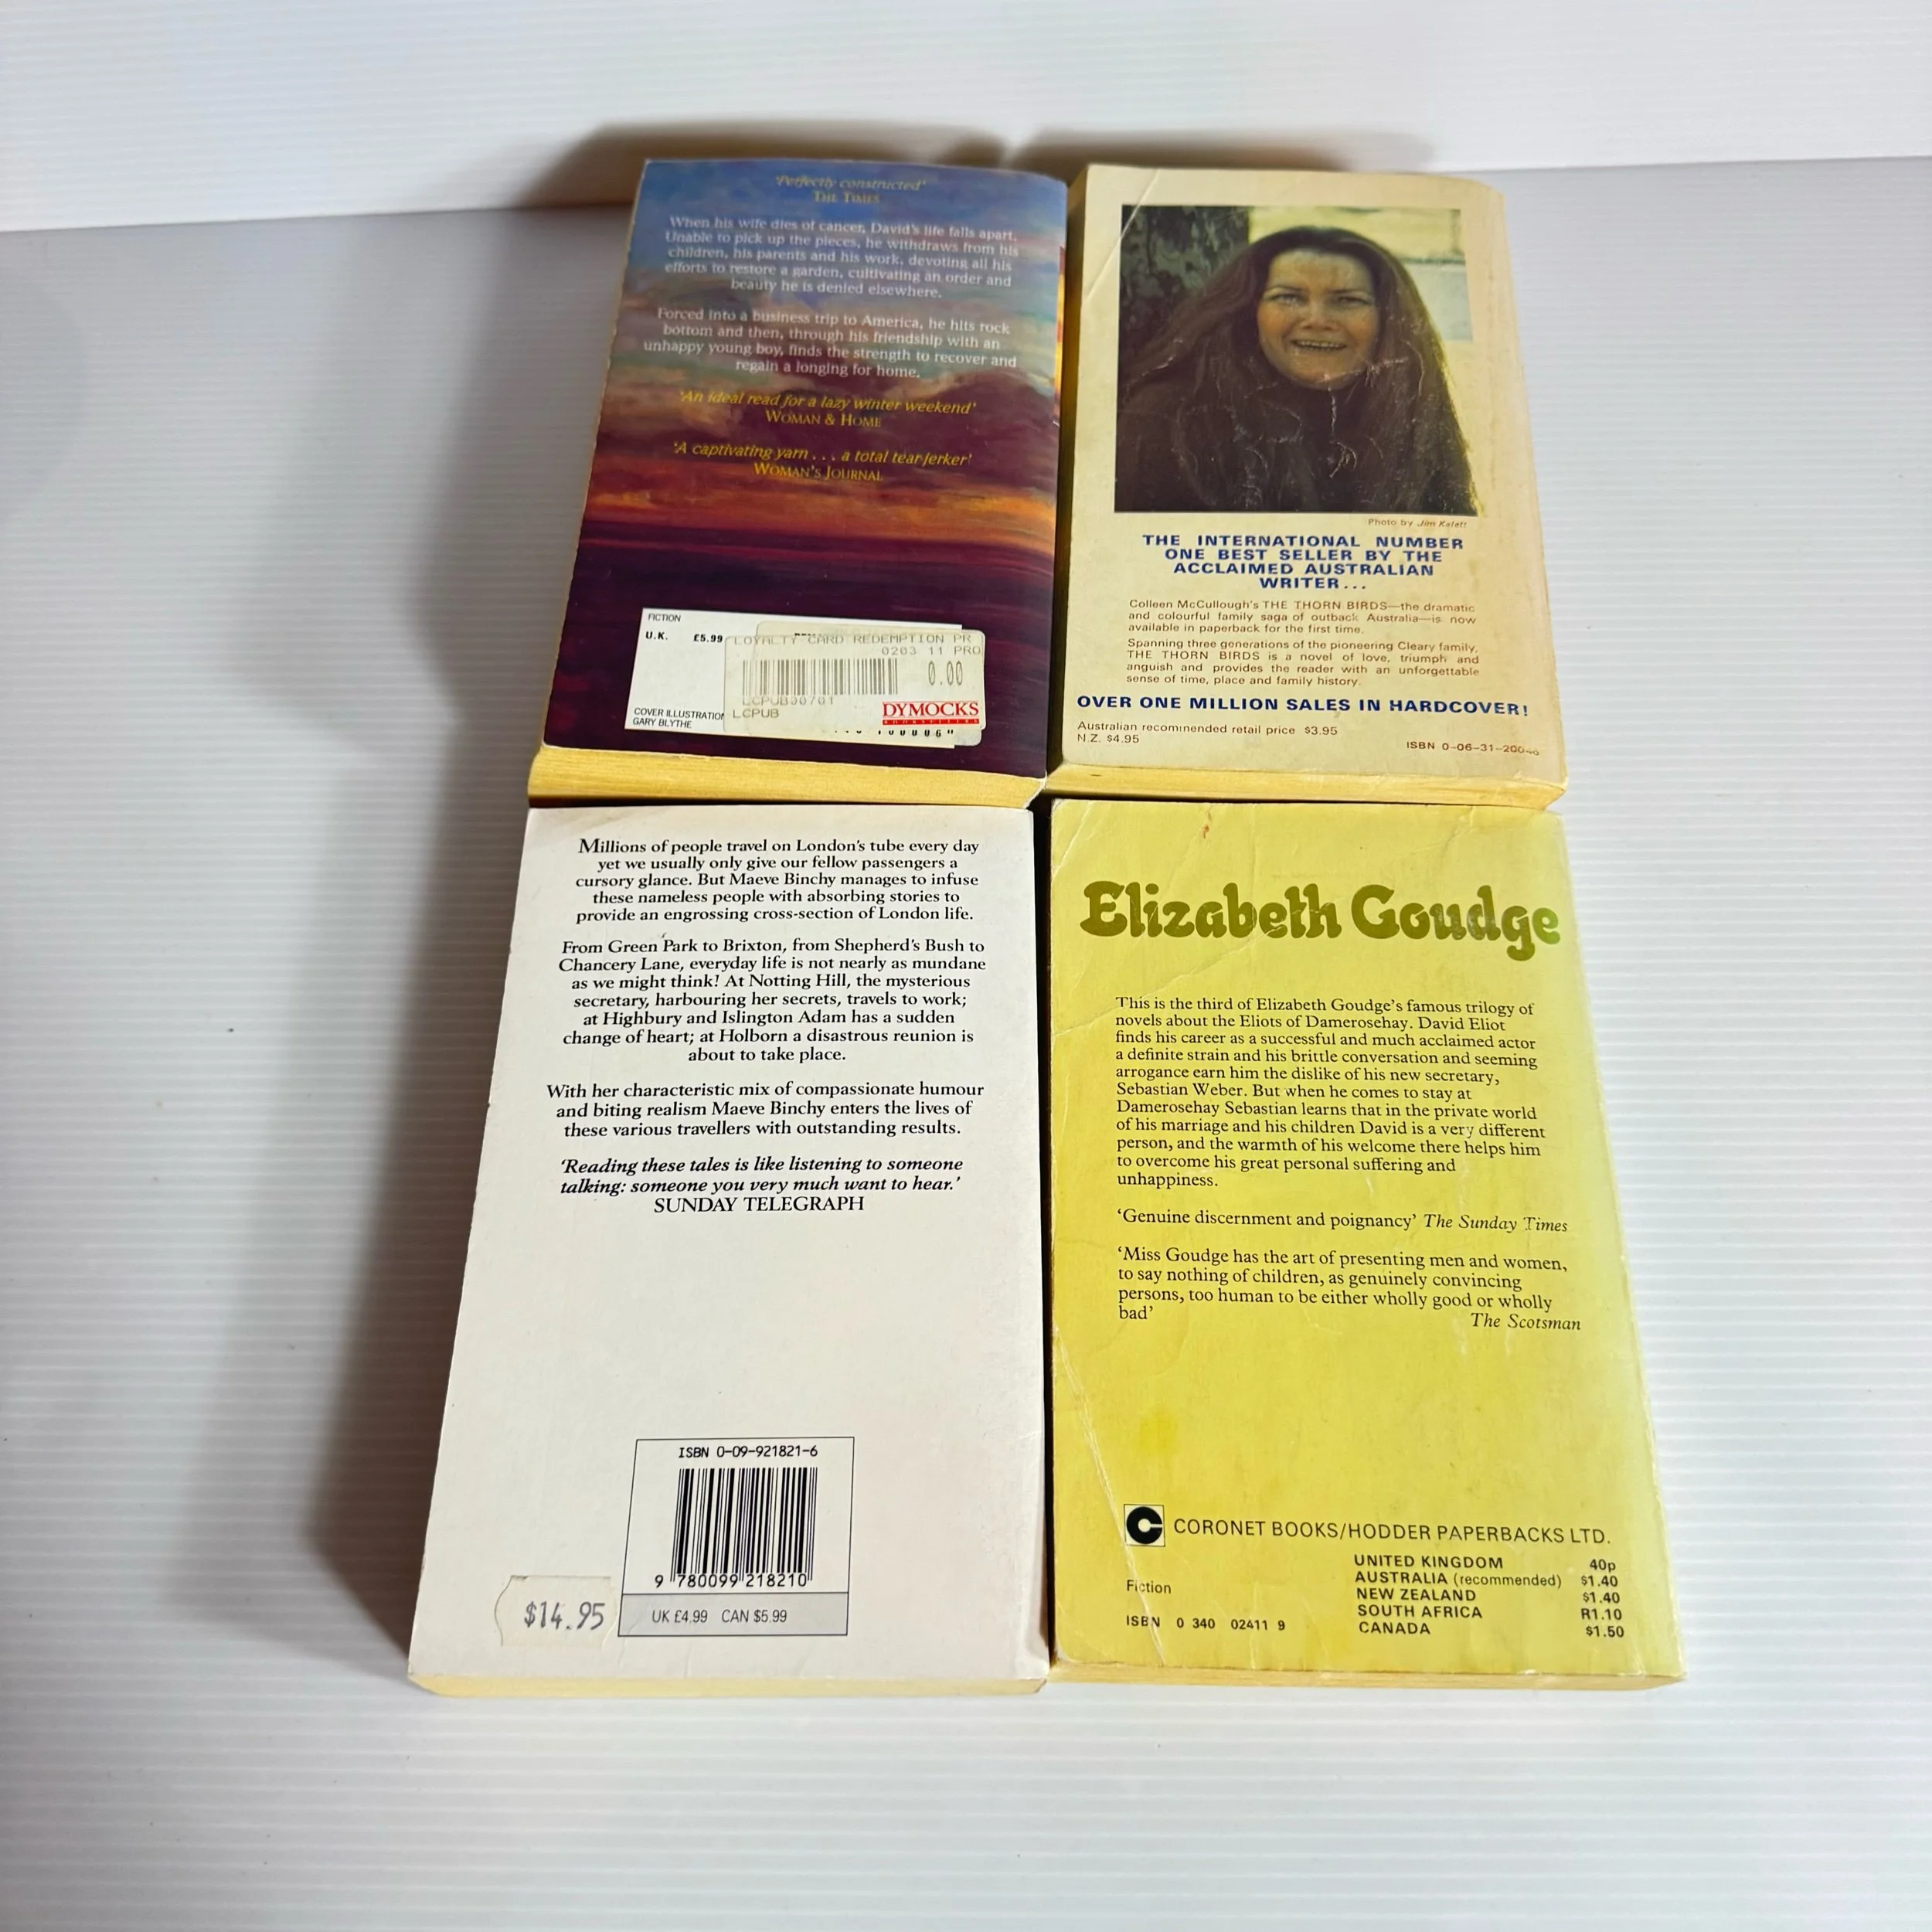 'Perfectly constructed'
THE TIMES
When his wife dies of cancer, David's life falls apart.
Unable to pick up the pieces, he withdraws from his
children, his parents and his work, devoting all his
efforts to restore a garden, cultivating an order and
beauty he is denied elsewhere.
Forced into a business trip to America, he hits rock
bottom and then, through his friendship with an
unhappy young boy, finds the strength to recover and
regain a longing for home.
'An ideal read for a lazy winter weekend'
WOMAN & HOME
'A captivating yarn . . . a total tearjerker'
WOMAN'S JOURNAL
FICTION
U.K. £5.99
LOYALTY CARD REDEMPTION PR
0203 11 PRO
0.00
LCPUB00701
LCPUB
DYMOCKS
COVER ILLUSTRATION
GARY BLYTHE
Photo by Jim Kalett
THE INTERNATIONAL NUMBER
ONE BEST SELLER BY THE
ACCLAIMED AUSTRALIAN
WRITER...
Colleen McCullough's THE THORN BIRDS—the dramatic
and colourful family saga of outback Australia—is now
available in paperback for the first time.
Spanning three generations of the pioneering Cleary family,
THE THORN BIRDS is a novel of love, triumph and
anguish and provides the reader with an unforgettable
sense of time, place and family history.
OVER ONE MILLION SALES IN HARDCOVER!
Australian recommended retail price $3.95
N.Z. $4.95
ISBN 0-06-31-200
Millions of people travel on London's tube every day
yet we usually only give our fellow passengers a
cursory glance. But Maeve Binchy manages to infuse
these nameless people with absorbing stories to
provide an engrossing cross-section of London life.
From Green Park to Brixton, from Shepherd's Bush to
Chancery Lane, everyday life is not nearly as mundane
as we might think! At Notting Hill, the mysterious
secretary, harbouring her secrets, travels to work;
at Highbury and Islington Adam has a sudden
change of heart; at Holborn a disastrous reunion is
about to take place.
With her characteristic mix of compassionate humour
and biting realism Maeve Binchy enters the lives of
these various travellers with outstanding results.
'Reading these tales is like listening to someone
talking: someone you very much want to hear.'
SUNDAY TELEGRAPH
ISBN 0-09-921821-6
9 780099 218210
UK £4.99 CAN $5.99
$14.95
Elizabeth Goudge
This is the third of Elizabeth Goudge's famous trilogy of
novels about the Eliots of Damerosehay. David Eliot
finds his career as a successful and much acclaimed actor
a definite strain and his brittle conversation and seeming
arrogance earn him the dislike of his new secretary,
Sebastian Weber. But when he comes to stay at
Damerosehay Sebastian learns that in the private world
of his marriage and his children David is a very different
person, and the warmth of his welcome there helps him
to overcome his great personal suffering and
unhappiness.
'Genuine discernment and poignancy' The Sunday Times
'Miss Goudge has the art of presenting men and women,
to say nothing of children, as genuinely convincing
persons, too human to be either wholly good or wholly
bad'
The Scotsman
CORONET BOOKS/HODDER PAPERBACKS LTD.
UNITED KINGDOM 40p
AUSTRALIA (recommended) $1.40
NEW ZEALAND $1.40
SOUTH AFRICA R1.10
CANADA $1.50
Fiction
ISBN 0 340 02411 9